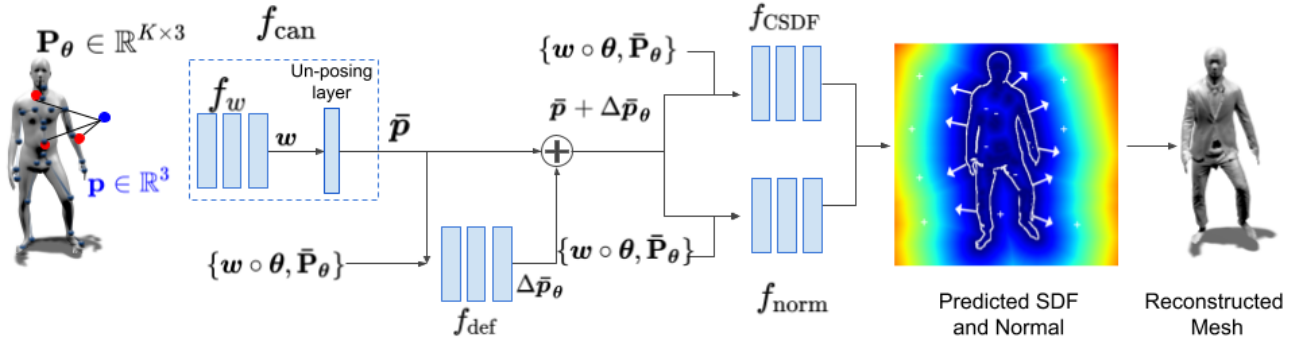 P_θ ∈ ℝ^{K×3}
p ∈ ℝ^3
f_can
f_w
Un-posing
layer
w
p̄
{w ∘ θ, P̄_θ}
f_def
Δp̄_θ
{w ∘ θ, P̄_θ}
p̄ + Δp̄_θ
{w ∘ θ, P̄_θ}
f_CSDF
f_norm
Predicted SDF
and Normal
Reconstructed
Mesh